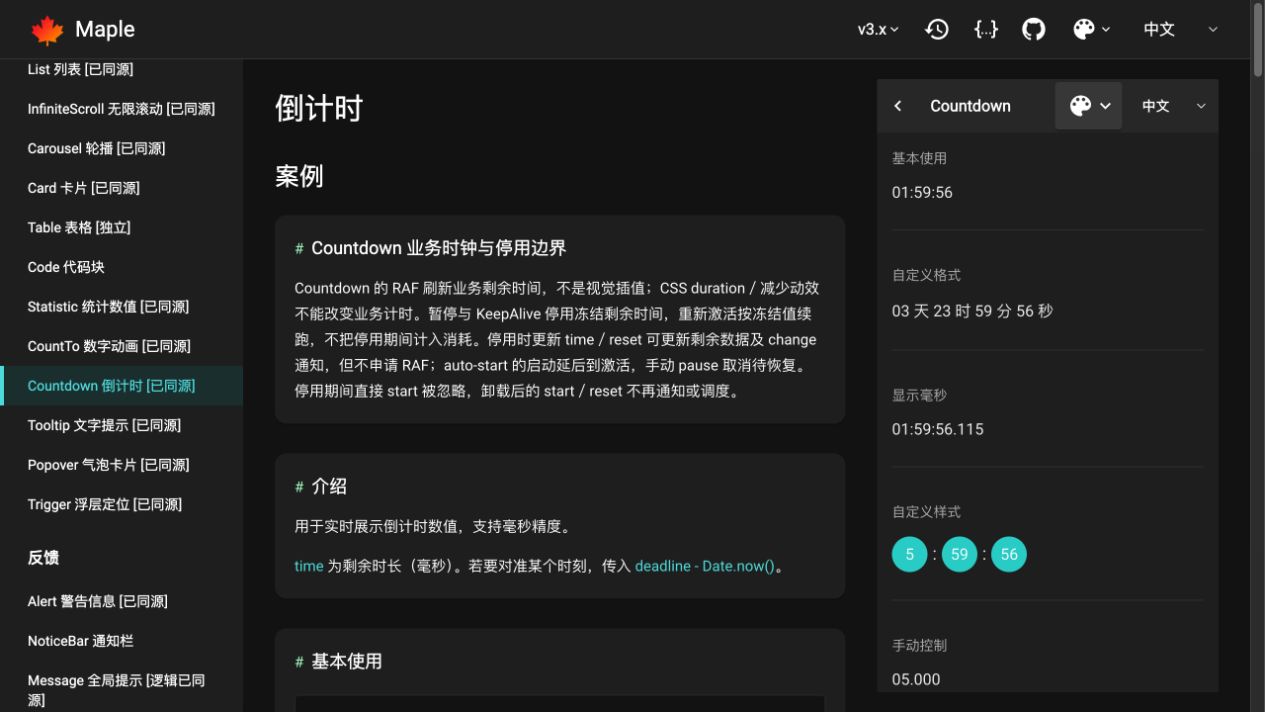 Maple
v3.x
中文
List 列表 [已同源]
InfiniteScroll 无限滚动 [已同源]
Carousel 轮播 [已同源]
Card 卡片 [已同源]
Table 表格 [独立]
Code 代码块
Statistic 统计数值 [已同源]
CountTo 数字动画 [已同源]
Countdown 倒计时 [已同源]
Tooltip 文字提示 [已同源]
Popover 气泡卡片 [已同源]
Trigger 浮层定位 [已同源]
反馈
Alert 警告信息 [已同源]
NoticeBar 通知栏
Message 全局提示 [逻辑已同
源]
倒计时
案例
# Countdown 业务时钟与停用边界
Countdown 的 RAF 刷新业务剩余时间，不是视觉插值；CSS duration / 减少动效
不能改变业务计时。暂停与 KeepAlive 停用冻结剩余时间，重新激活按冻结值续
跑，不把停用期间计入消耗。停用时更新 time / reset 可更新剩余数据及 change
通知，但不申请 RAF；auto-start 的启动延后到激活，手动 pause 取消待恢复。
停用期间直接 start 被忽略，卸载后的 start / reset 不再通知或调度。
# 介绍
用于实时展示倒计时数值，支持毫秒精度。
time 为剩余时长（毫秒）。若要对准某个时刻，传入 deadline - Date.now()。
# 基本使用
Countdown
中文
基本使用
01:59:56
自定义格式
03 天 23 时 59 分 56 秒
显示毫秒
01:59:56.115
自定义样式
5 : 59 : 56
手动控制
05.000